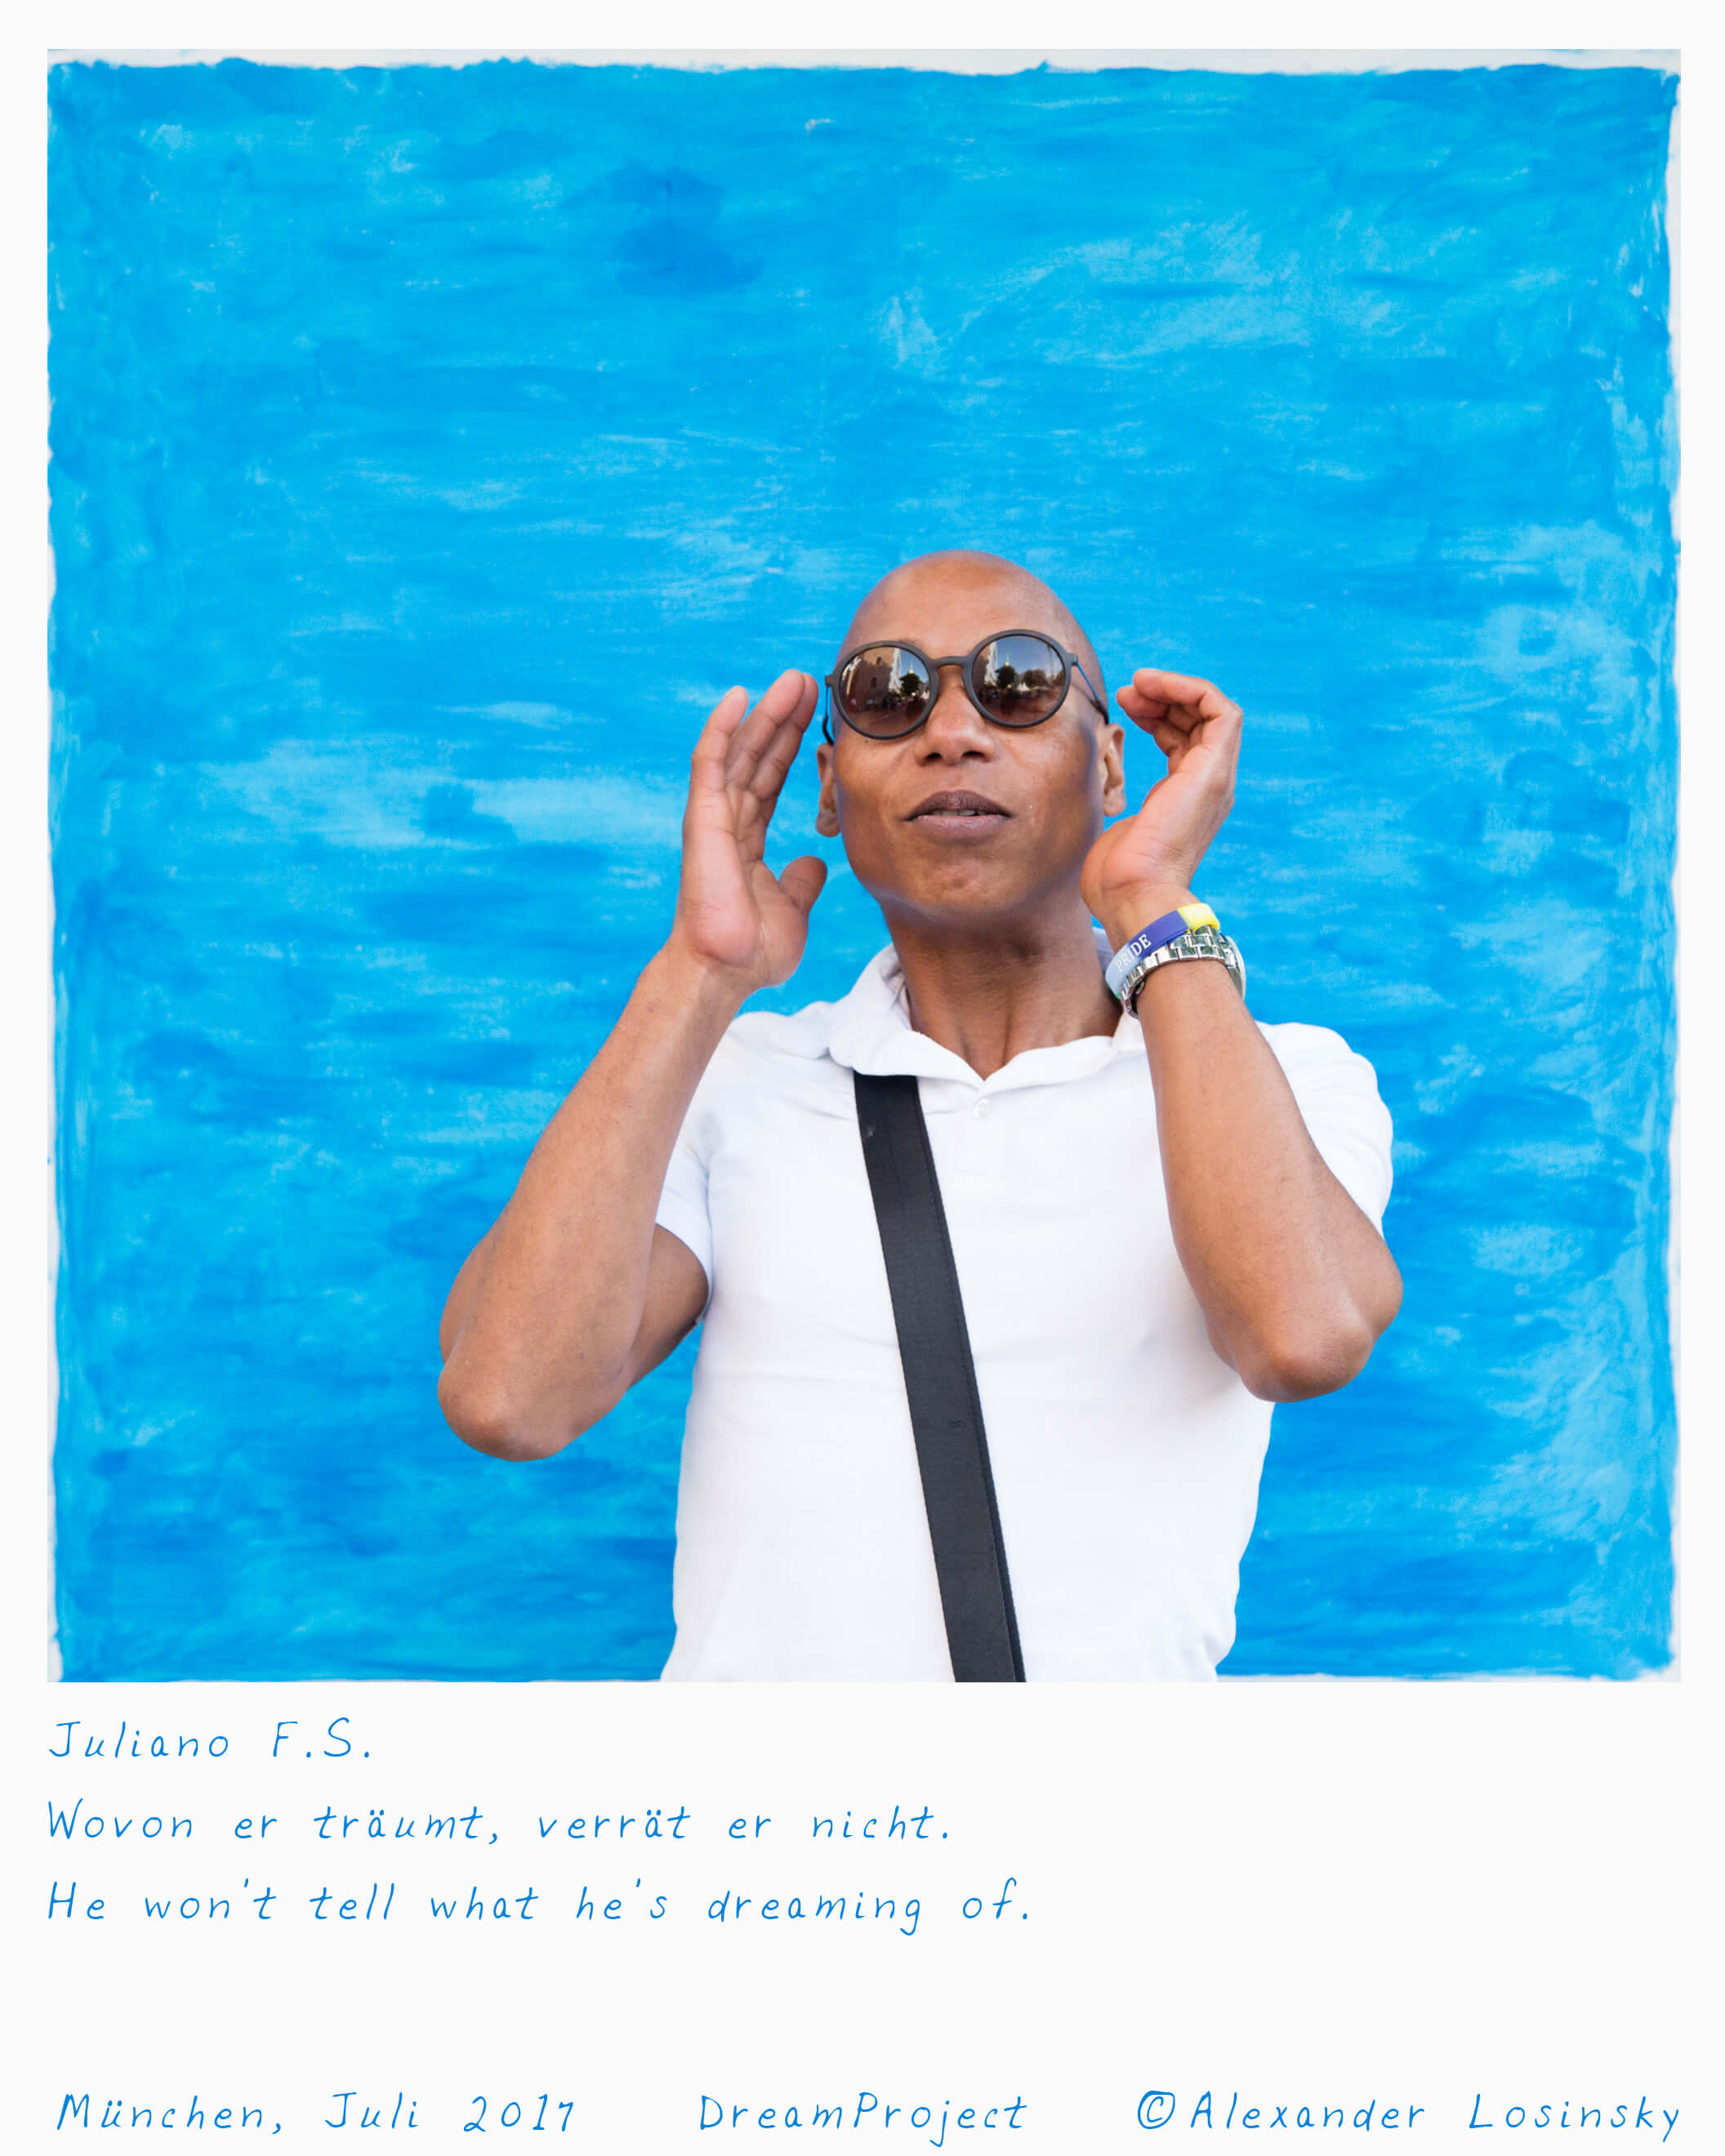 PRIDE
Juliano F.S.
Wovon er träumt, verrät er nicht.
He won't tell what he's dreaming of.
München, Juli 2017 DreamProject ©Alexander Losinsky